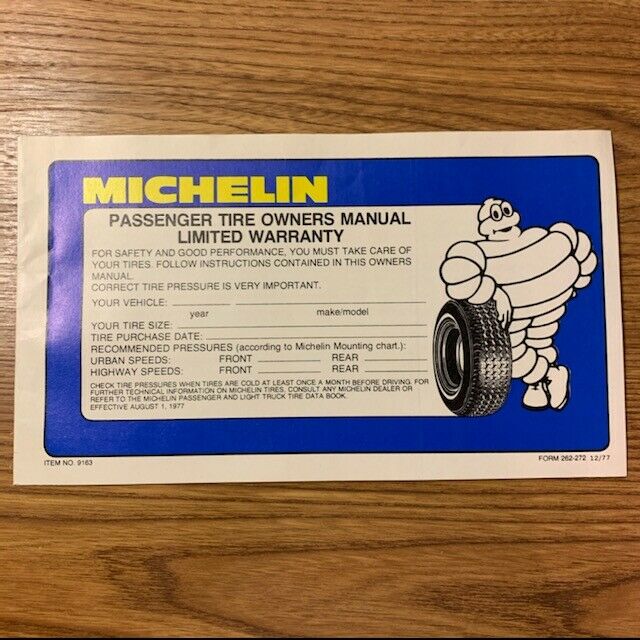 MICHELIN
PASSENGER TIRE OWNERS MANUAL
LIMITED WARRANTY
FOR SAFETY AND GOOD PERFORMANCE, YOU MUST TAKE CARE OF
YOUR TIRES. FOLLOW INSTRUCTIONS CONTAINED IN THIS OWNERS
MANUAL.
CORRECT TIRE PRESSURE IS VERY IMPORTANT.
YOUR VEHICLE:
year make/model
YOUR TIRE SIZE:
TIRE PURCHASE DATE:
RECOMMENDED PRESSURES (according to Michelin Mounting chart.):
URBAN SPEEDS: FRONT REAR
HIGHWAY SPEEDS: FRONT REAR
CHECK TIRE PRESSURES WHEN TIRES ARE COLD AT LEAST ONCE A MONTH BEFORE DRIVING. FOR
FURTHER TECHNICAL INFORMATION ON MICHELIN TIRES, CONSULT ANY MICHELIN DEALER OR
REFER TO THE MICHELIN PASSENGER AND LIGHT TRUCK TIRE DATA BOOK.
EFFECTIVE AUGUST 1, 1977
ITEM NO. 9163
FORM 262-272 12/77